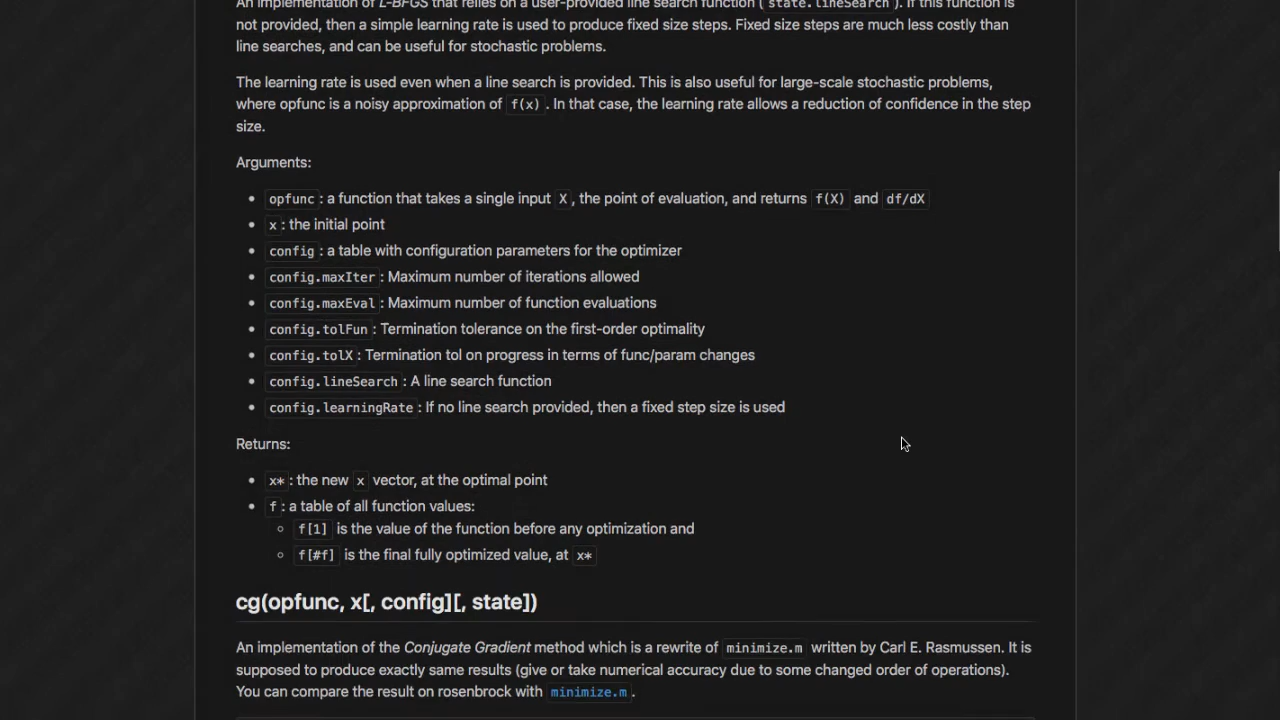 An implementation of L-BFGS that relies on a user-provided line search function ( state.lineSearch ). If this function is
not provided, then a simple learning rate is used to produce fixed size steps. Fixed size steps are much less costly than
line searches, and can be useful for stochastic problems.
The learning rate is used even when a line search is provided. This is also useful for large-scale stochastic problems,
where opfunc is a noisy approximation of f(x) . In that case, the learning rate allows a reduction of confidence in the step
size.
Arguments:
• opfunc : a function that takes a single input X , the point of evaluation, and returns f(X) and df/dX
• x : the initial point
• config : a table with configuration parameters for the optimizer
• config.maxIter : Maximum number of iterations allowed
• config.maxEval : Maximum number of function evaluations
• config.tolFun : Termination tolerance on the first-order optimality
• config.tolX : Termination tol on progress in terms of func/param changes
• config.lineSearch : A line search function
• config.learningRate : If no line search provided, then a fixed step size is used
Returns:
• x* : the new x vector, at the optimal point
• f : a table of all function values:
◦ f[1] is the value of the function before any optimization and
◦ f[#f] is the final fully optimized value, at x*
cg(opfunc, x[, config][, state])
An implementation of the Conjugate Gradient method which is a rewrite of minimize.m written by Carl E. Rasmussen. It is
supposed to produce exactly same results (give or take numerical accuracy due to some changed order of operations).
You can compare the result on rosenbrock with minimize.m .